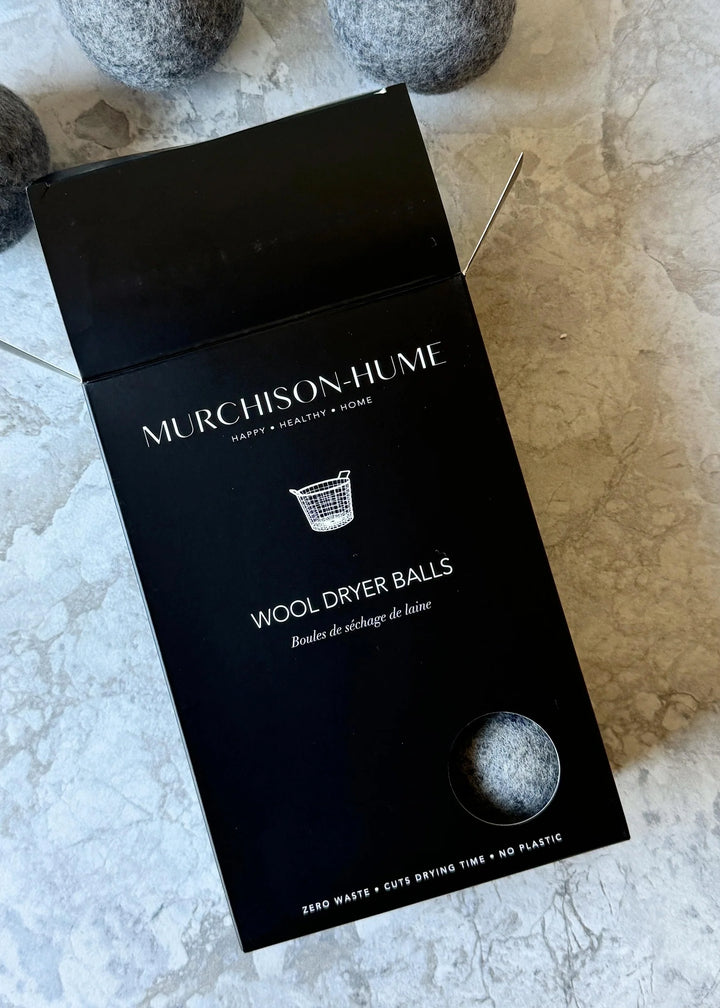 MURCHISON-HUME
HAPPY • HEALTHY • HOME
WOOL DRYER BALLS
Boules de séchage de laine
ZERO WASTE • CUTS DRYING TIME • NO PLASTIC